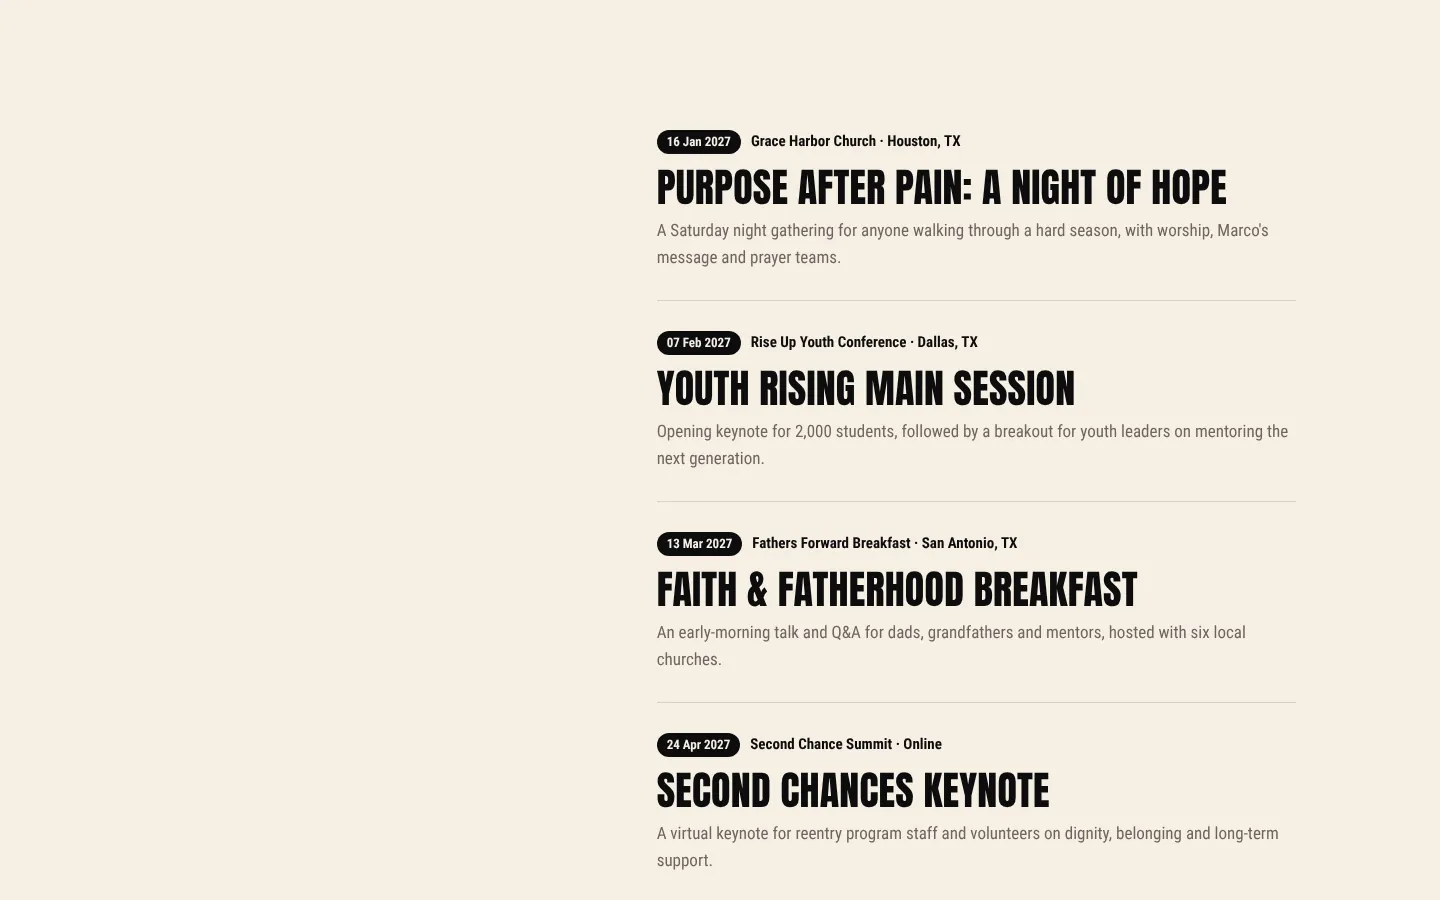 16 Jan 2027 Grace Harbor Church · Houston, TX
PURPOSE AFTER PAIN: A NIGHT OF HOPE
A Saturday night gathering for anyone walking through a hard season, with worship, Marco's
message and prayer teams.
07 Feb 2027 Rise Up Youth Conference · Dallas, TX
YOUTH RISING MAIN SESSION
Opening keynote for 2,000 students, followed by a breakout for youth leaders on mentoring the
next generation.
13 Mar 2027 Fathers Forward Breakfast · San Antonio, TX
FAITH & FATHERHOOD BREAKFAST
An early-morning talk and Q&A for dads, grandfathers and mentors, hosted with six local
churches.
24 Apr 2027 Second Chance Summit · Online
SECOND CHANCES KEYNOTE
A virtual keynote for reentry program staff and volunteers on dignity, belonging and long-term
support.